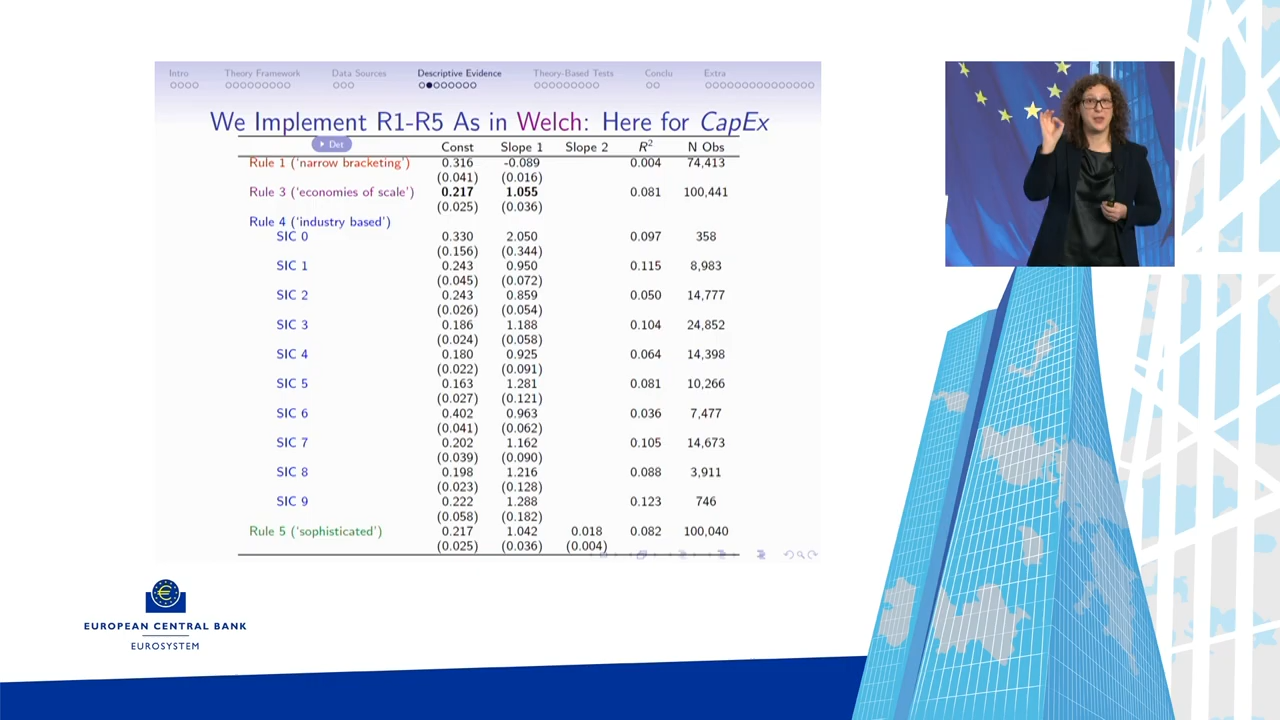 Intro Theory Framework Data Sources Descriptive Evidence Theory-Based Tests Conclu Extra
We Implement R1-R5 As in Welch: Here for CapEx
Det
Const Slope 1 Slope 2 R² N Obs
Rule 1 ('narrow bracketing') 0.316 -0.089 0.004 74,413
(0.041) (0.016)
Rule 3 ('economies of scale') 0.217 1.055 0.081 100,441
(0.025) (0.036)
Rule 4 ('industry based')
SIC 0 0.330 2.050 0.097 358
(0.156) (0.344)
SIC 1 0.243 0.950 0.115 8,983
(0.045) (0.072)
SIC 2 0.243 0.859 0.050 14,777
(0.026) (0.054)
SIC 3 0.186 1.188 0.104 24,852
(0.024) (0.058)
SIC 4 0.180 0.925 0.064 14,398
(0.022) (0.091)
SIC 5 0.163 1.281 0.081 10,266
(0.027) (0.121)
SIC 6 0.402 0.963 0.036 7,477
(0.041) (0.062)
SIC 7 0.202 1.162 0.105 14,673
(0.039) (0.090)
SIC 8 0.198 1.216 0.088 3,911
(0.023) (0.128)
SIC 9 0.222 1.288 0.123 746
(0.058) (0.182)
Rule 5 ('sophisticated') 0.217 1.042 0.018 0.082 100,040
(0.025) (0.036) (0.004)
EUROPEAN CENTRAL BANK
EUROSYSTEM